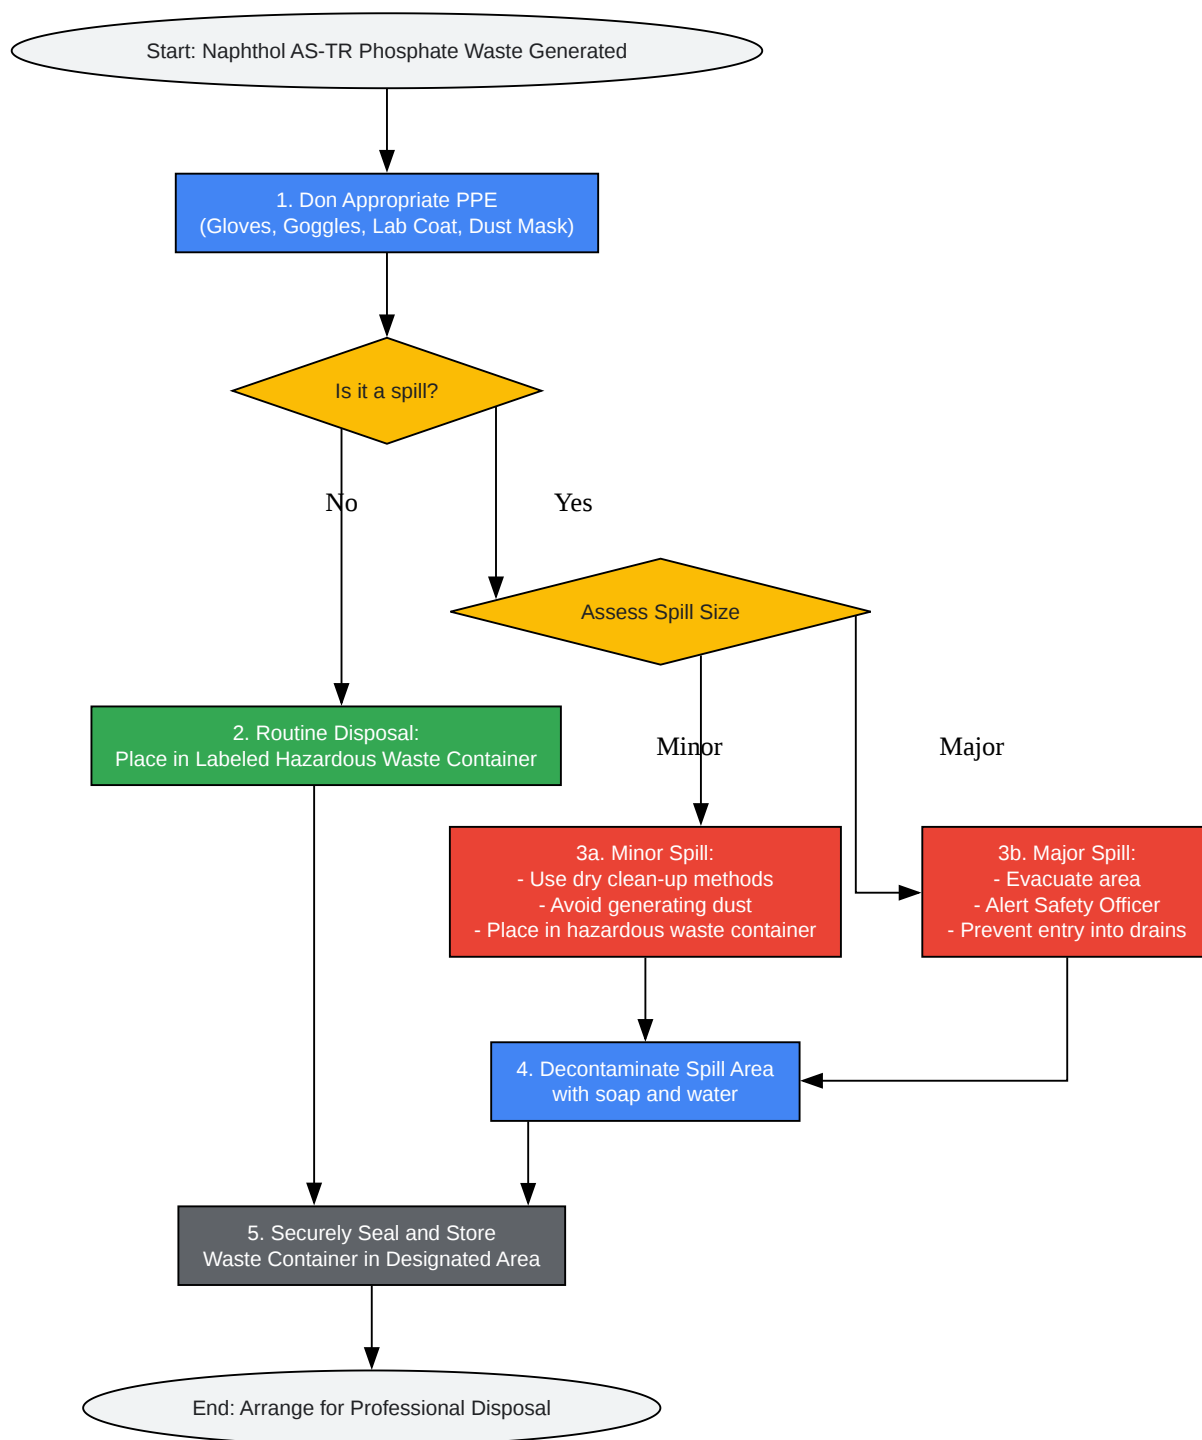 Start: Naphthol AS-TR Phosphate Waste Generated
1. Don Appropriate PPE
(Gloves, Goggles, Lab Coat, Dust Mask)
Is it a spill?
No
Yes
Assess Spill Size
2. Routine Disposal:
Place in Labeled Hazardous Waste Container
Minor
Major
3a. Minor Spill:
- Use dry clean-up methods
- Avoid generating dust
- Place in hazardous waste container
3b. Major Spill:
- Evacuate area
- Alert Safety Officer
- Prevent entry into drains
4. Decontaminate Spill Area
with soap and water
5. Securely Seal and Store
Waste Container in Designated Area
End: Arrange for Professional Disposal